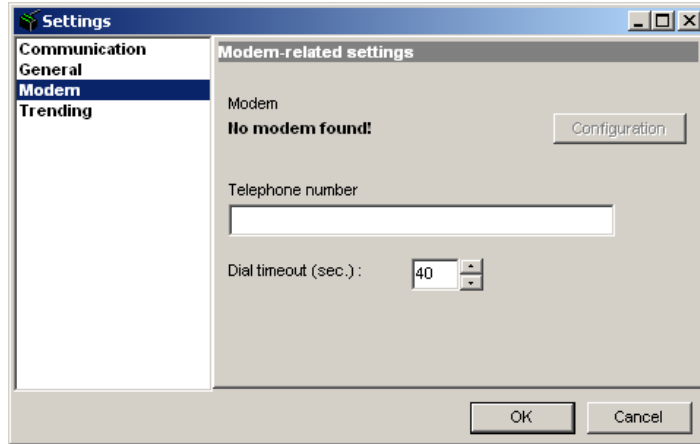 Settings
Communication
General
Modem
Trending
Modem-related settings
Modem
No modem found!
Configuration
Telephone number
Dial timeout (sec.) :
40
OK
Cancel